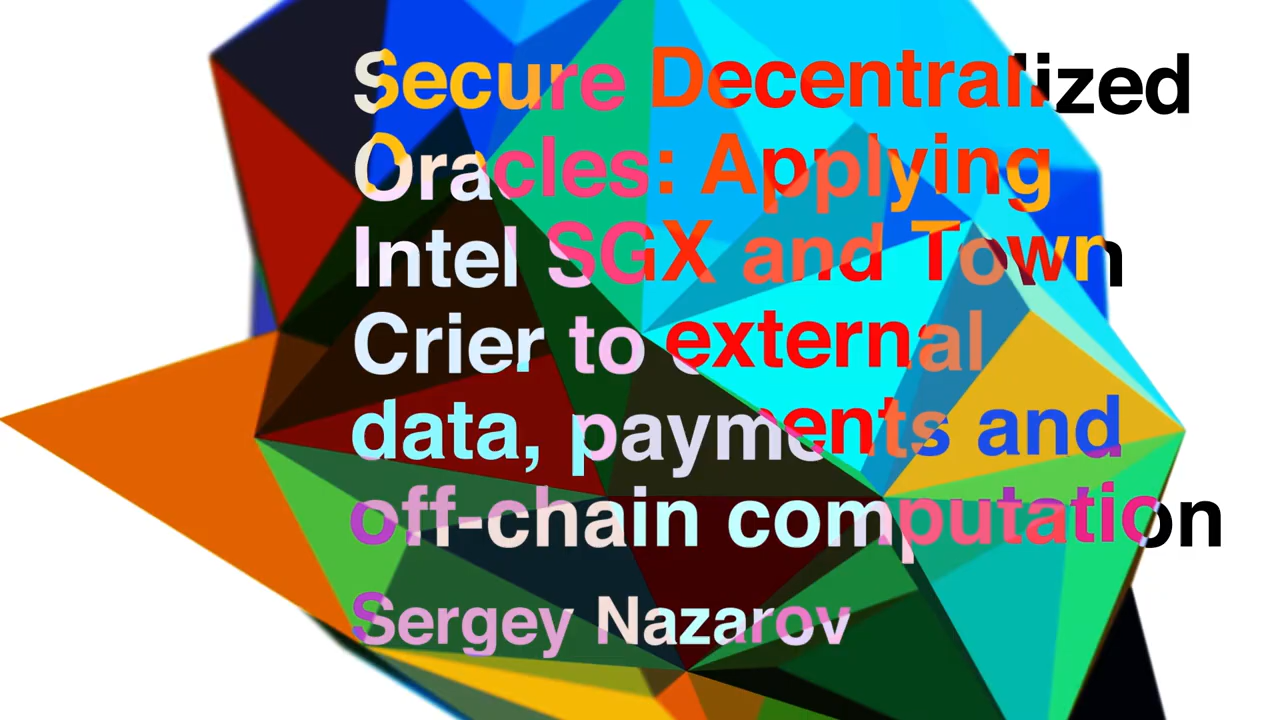 Secure Decentralized
Oracles: Applying
Intel SGX and Town
Crier to external
data, payments and
off-chain computation
Sergey Nazarov